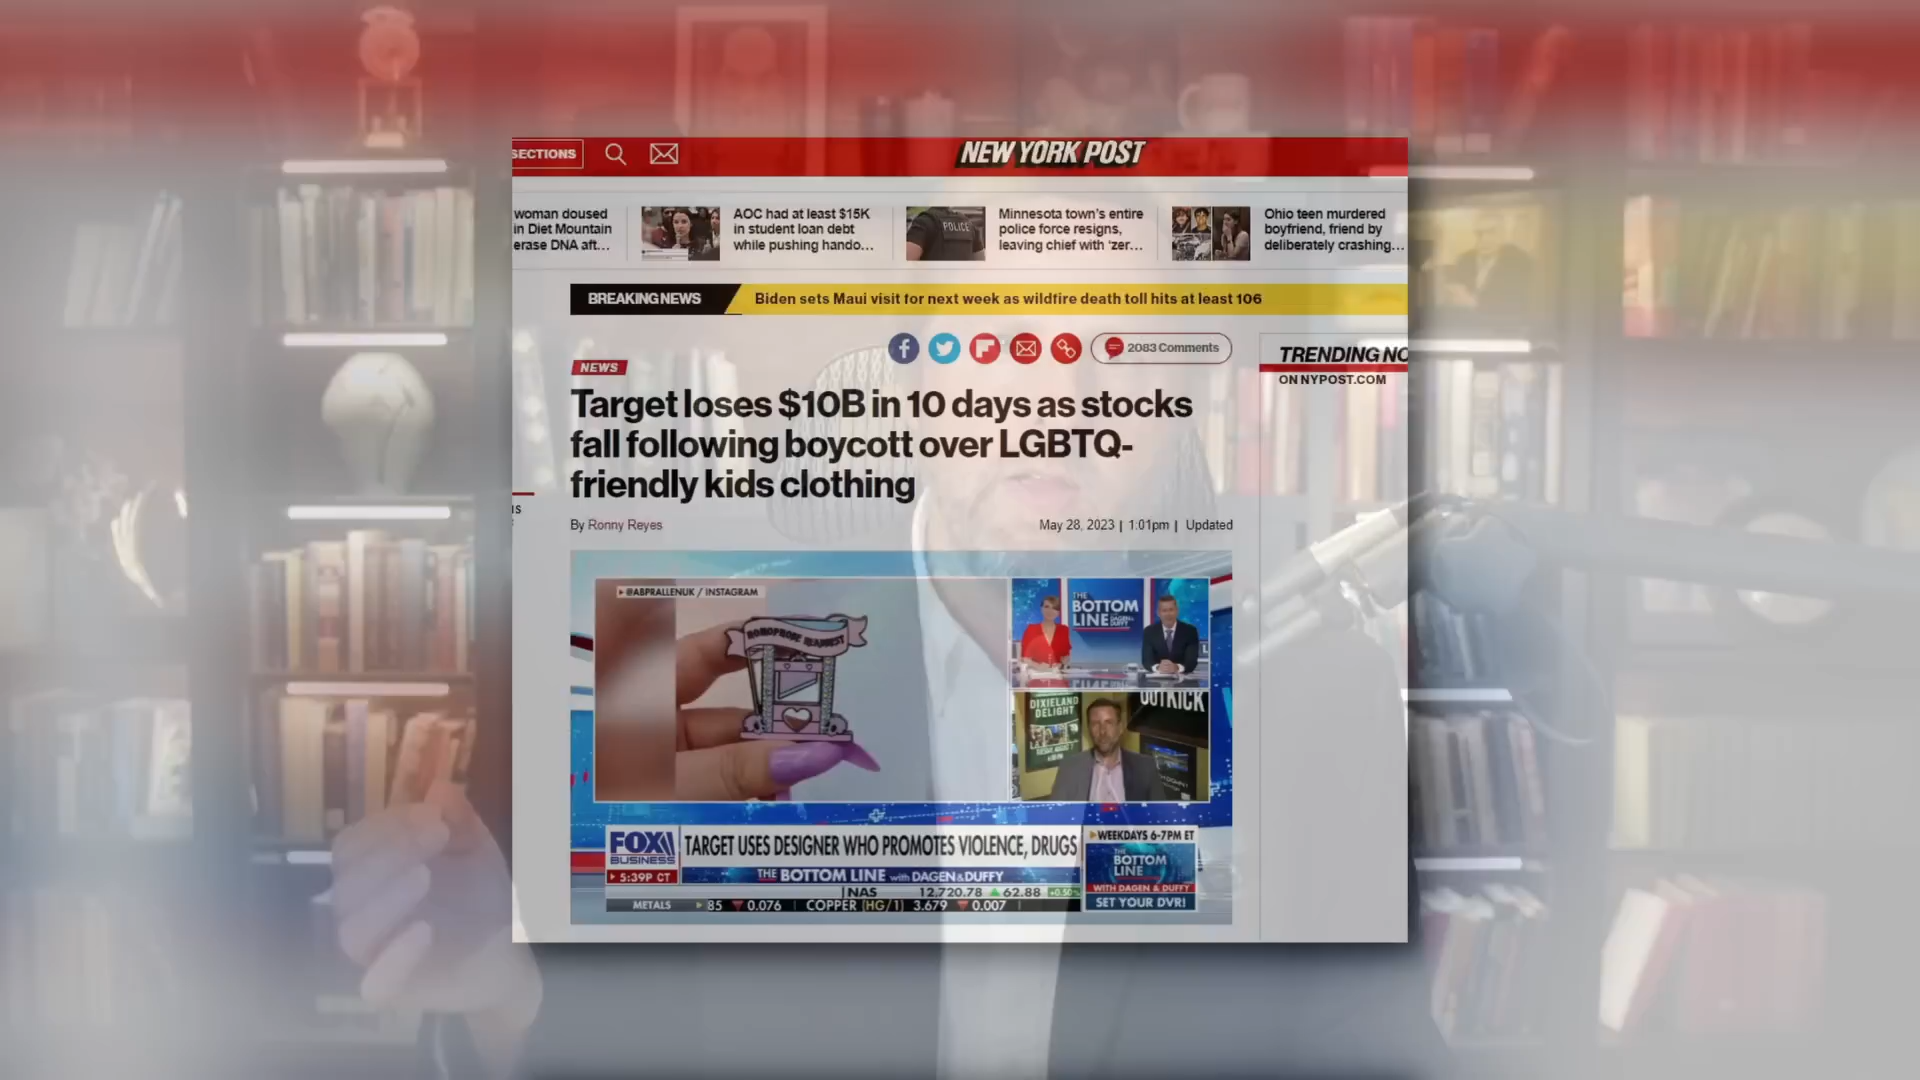 SECTIONS
NEW YORK POST
woman doused
in Diet Mountain
erase DNA aft...
AOC had at least $15K
in student loan debt
while pushing hando...
Minnesota town's entire
police force resigns,
leaving chief with 'zer...
Ohio teen murdered
boyfriend, friend by
deliberately crashing...
POLICE
BREAKING NEWS
Biden sets Maui visit for next week as wildfire death toll hits at least 106
2083 Comments
NEWS
TRENDING NO
ON NYPOST.COM
Target loses $10B in 10 days as stocks
fall following boycott over LGBTQ-
friendly kids clothing
By Ronny Reyes
May 28, 2023 | 1:01pm | Updated
@ABPRALLENUK / INSTAGRAM
HOMOPHOBE HEADREST
THE
BOTTOM
LINE
DAGEN &
DUFFY
DIXIELAND
DELIGHT
OUTKICK
FOX
BUSINESS
5:39P CT
TARGET USES DESIGNER WHO PROMOTES VIOLENCE, DRUGS
THE BOTTOM LINE with DAGEN & DUFFY
NAS 12,720.78 62.88 +0.50%
METALS 85 0.076 COPPER (HG/1) 3.679 0.007
WEEKDAYS 6-7PM ET
THE
BOTTOM
LINE
WITH DAGEN & DUFFY
SET YOUR DVR!